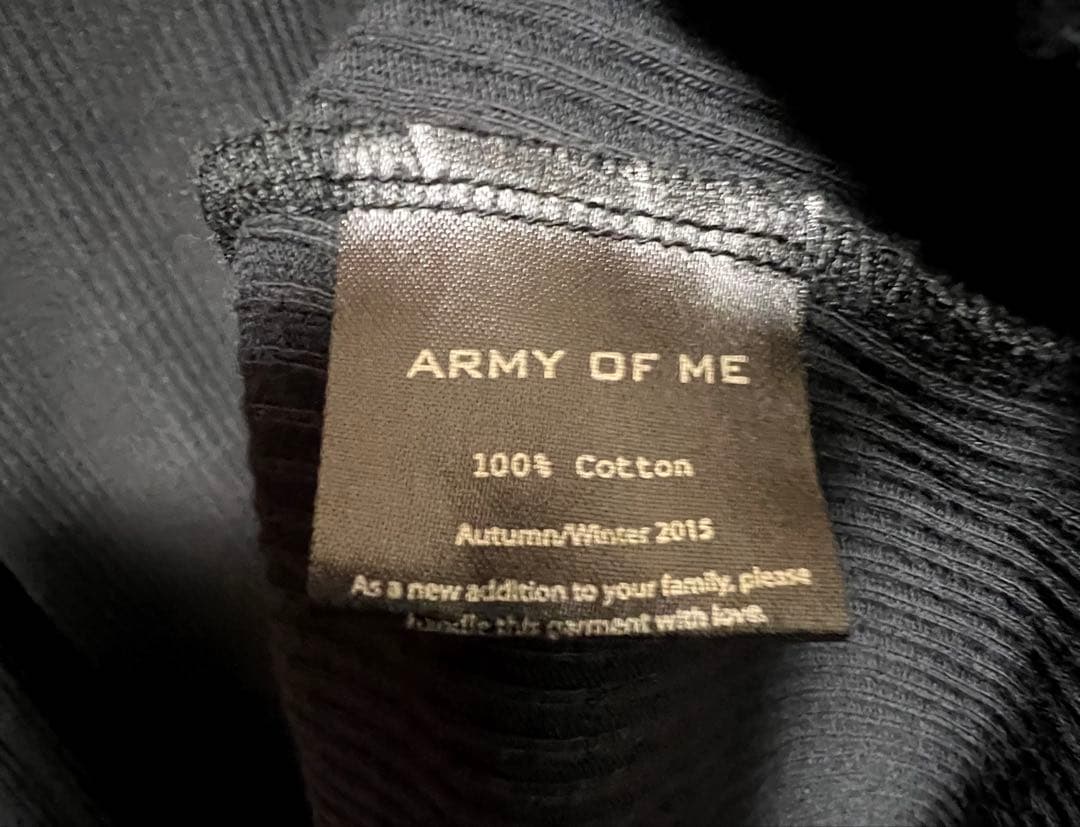 ARMY OF ME
100% Cotton
Autumn/Winter 2015
As a new addition to your family, please
handle this garment with love.